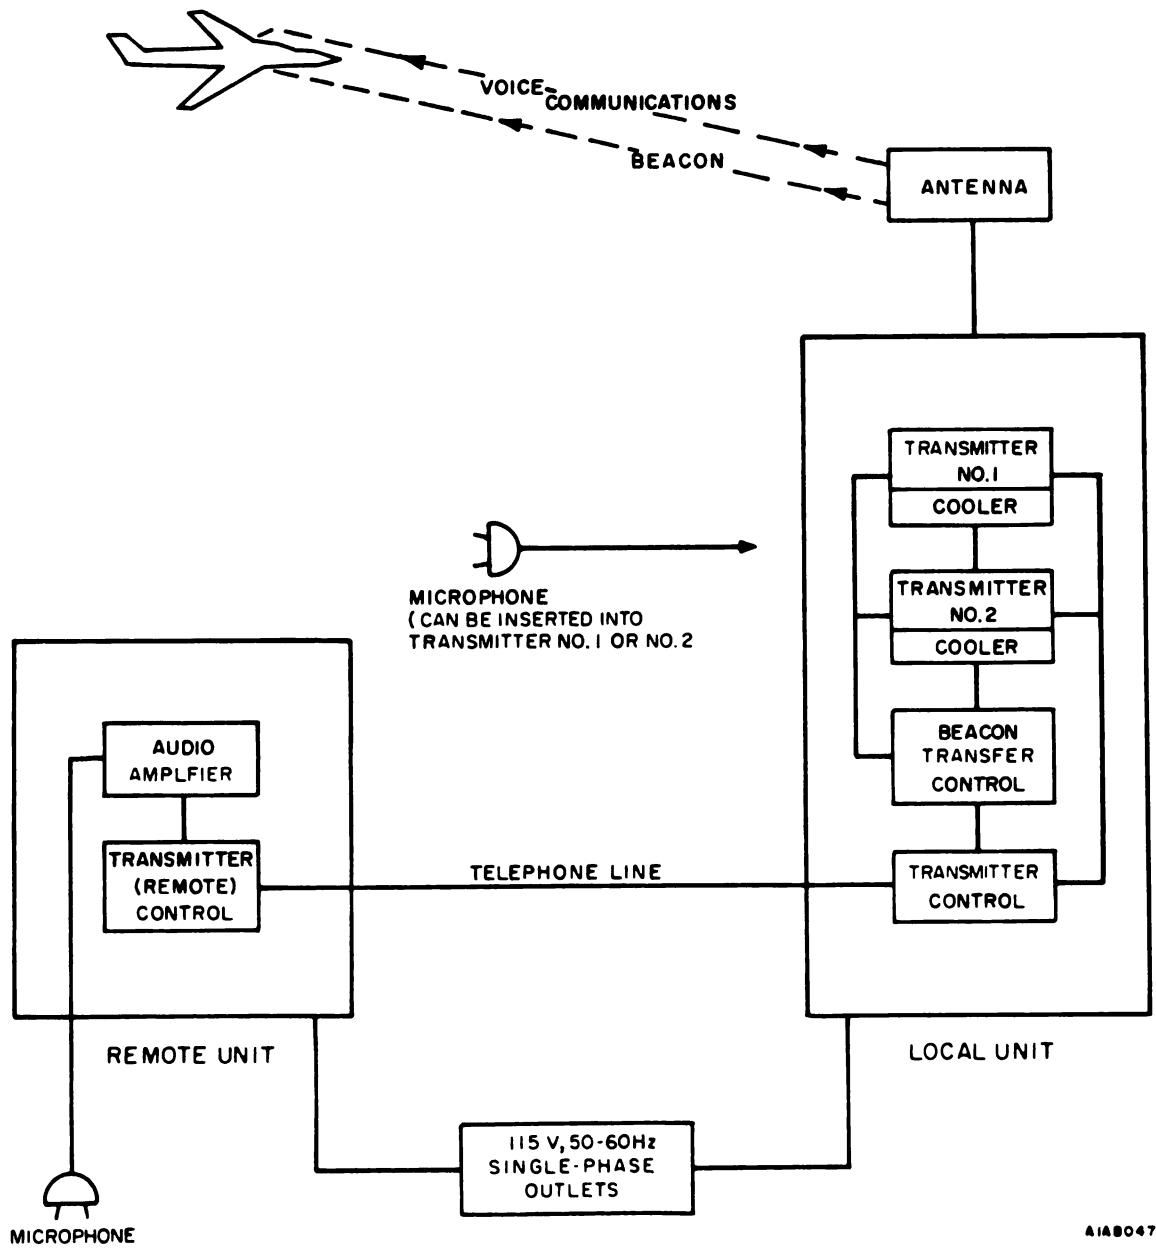 VOICE
COMMUNICATIONS
BEACON
ANTENNA
TRANSMITTER
NO.1
COOLER
TRANSMITTER
NO.2
COOLER
BEACON
TRANSFER
CONTROL
TRANSMITTER
CONTROL
LOCAL UNIT
MICROPHONE
(CAN BE INSERTED INTO
TRANSMITTER NO.1 OR NO.2
AUDIO
AMPLFIER
TRANSMITTER
(REMOTE)
CONTROL
TELEPHONE LINE
REMOTE UNIT
115 V, 50-60Hz
SINGLE-PHASE
OUTLETS
MICROPHONE
A1AB047